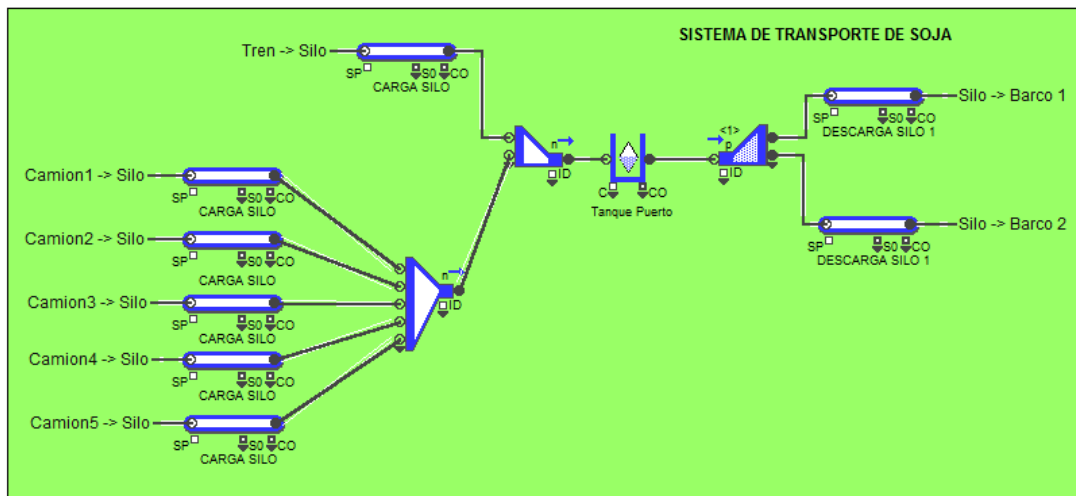 SISTEMA DE TRANSPORTE DE SOJA
Tren -> Silo
SP S0 CO
CARGA SILO
Camion1 -> Silo
SP S0 CO
CARGA SILO
Camion2 -> Silo
SP S0 CO
CARGA SILO
Camion3 -> Silo
SP S0 CO
CARGA SILO
Camion4 -> Silo
SP S0 CO
CARGA SILO
Camion5 -> Silo
SP S0 CO
CARGA SILO
n
ID
n
ID
C CO
Tanque Puerto
<1>
p
ID
Silo -> Barco 1
SP S0 CO
DESCARGA SILO 1
Silo -> Barco 2
SP S0 CO
DESCARGA SILO 1